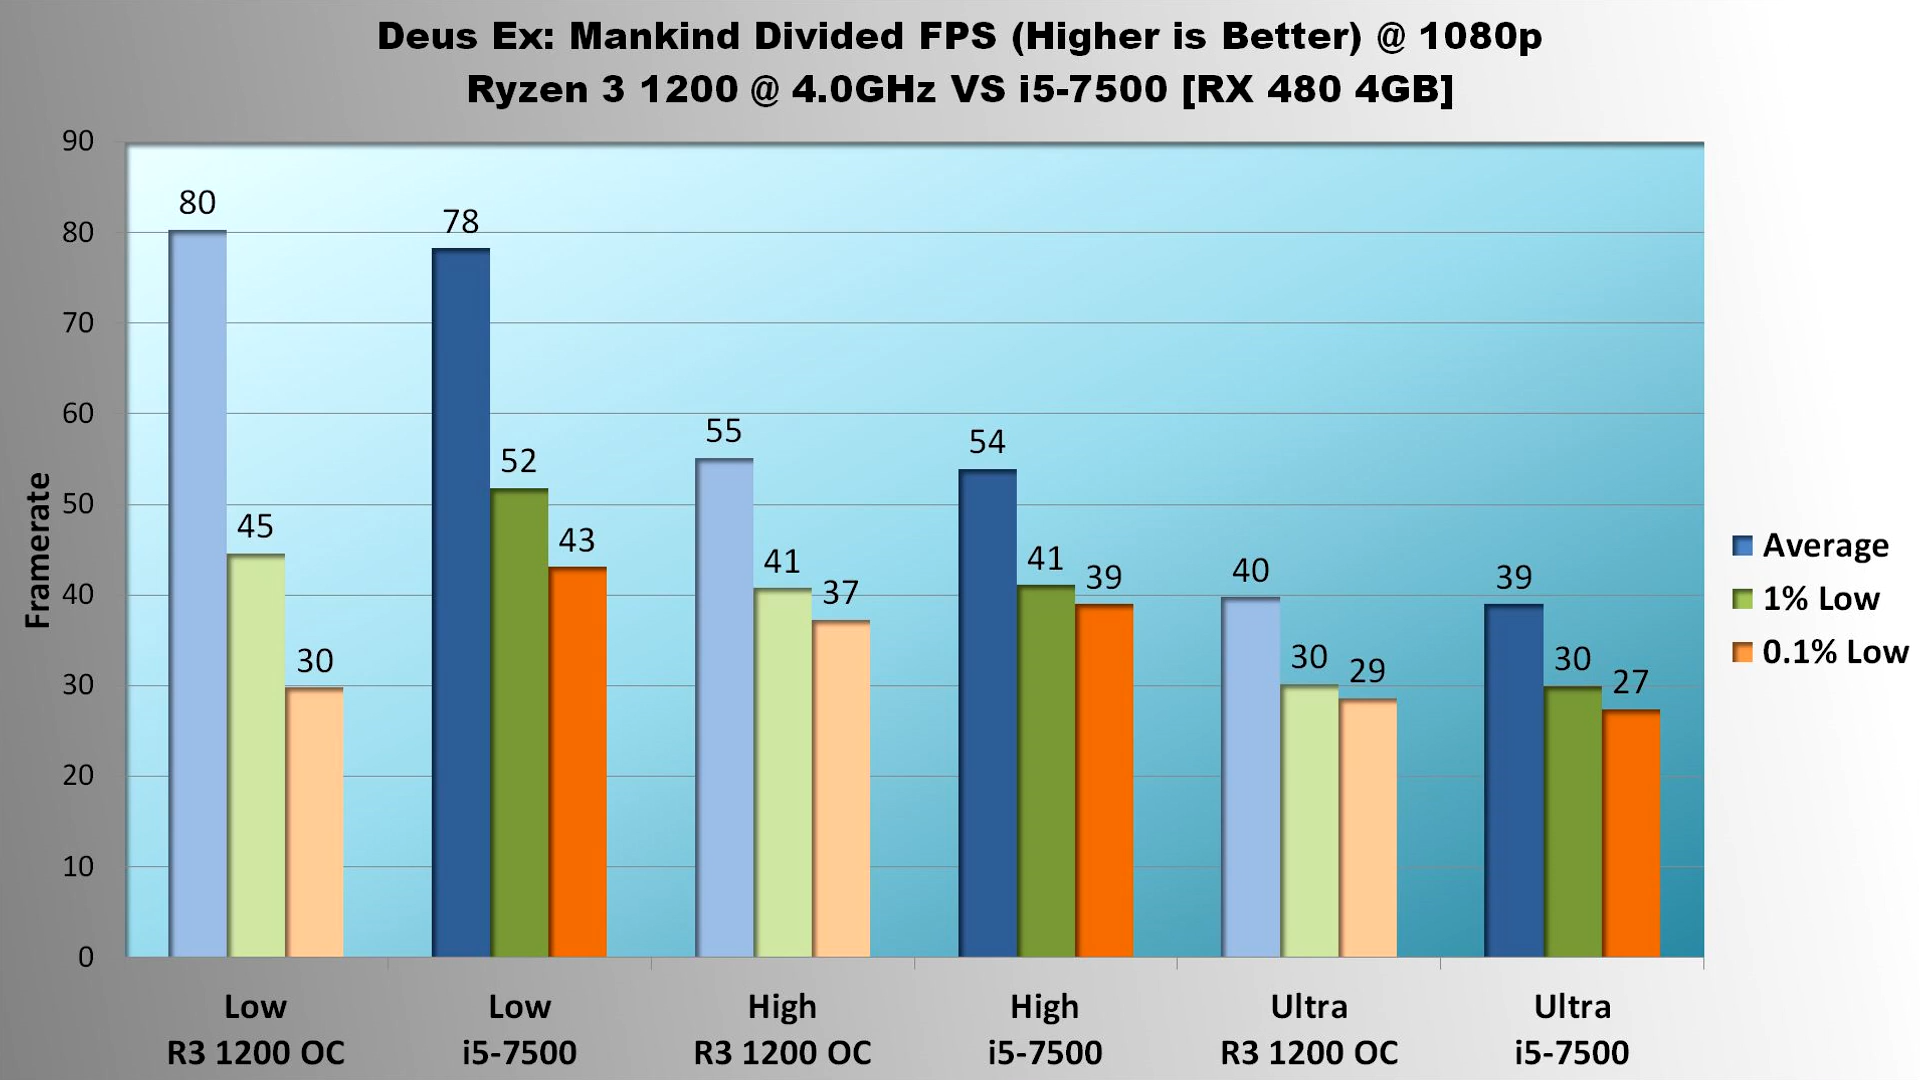 Deus Ex: Mankind Divided FPS (Higher is Better) @ 1080p
Ryzen 3 1200 @ 4.0GHz VS i5-7500 [RX 480 4GB]
Framerate
90
80
70
60
50
40
30
20
10
0
80
45
30
78
52
43
55
41
37
54
41
39
40
30
29
39
30
27
Low
R3 1200 OC
Low
i5-7500
High
R3 1200 OC
High
i5-7500
Ultra
R3 1200 OC
Ultra
i5-7500
Average
1% Low
0.1% Low